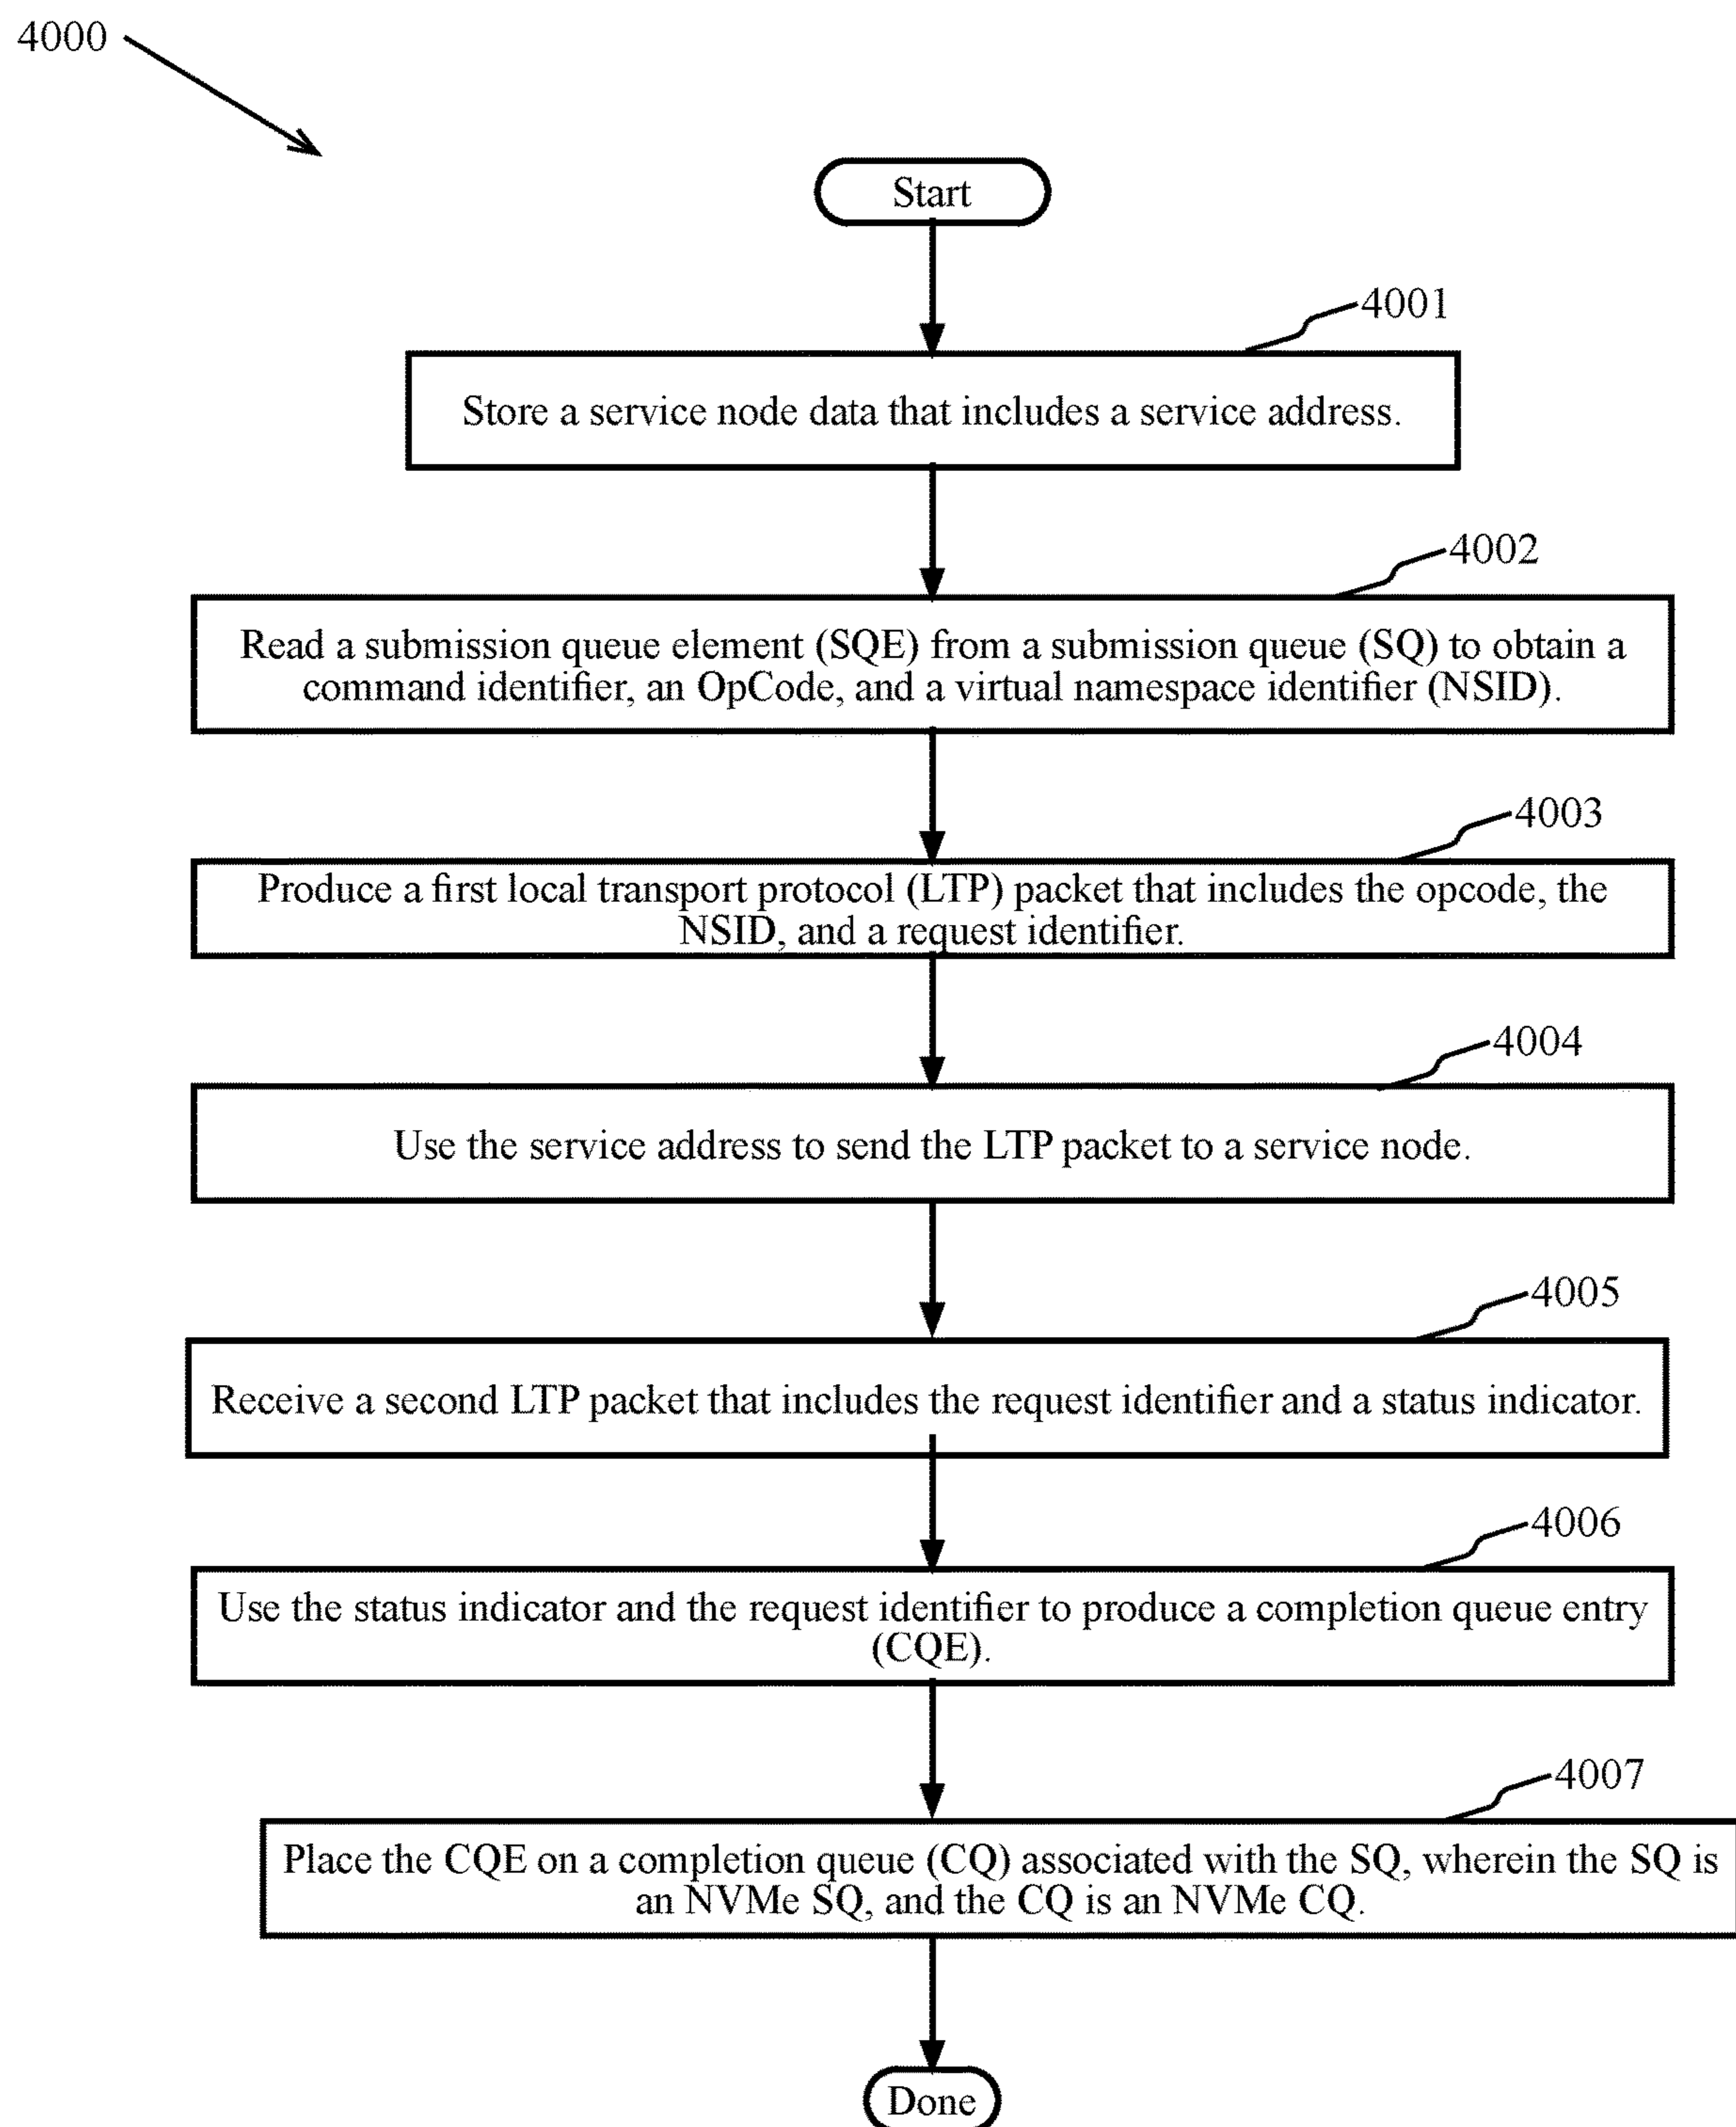 4000
Start
4001
Store a service node data that includes a service address.
4002
Read a submission queue element (SQE) from a submission queue (SQ) to obtain a
command identifier, an OpCode, and a virtual namespace identifier (NSID).
4003
Produce a first local transport protocol (LTP) packet that includes the opcode, the
NSID, and a request identifier.
4004
Use the service address to send the LTP packet to a service node.
4005
Receive a second LTP packet that includes the request identifier and a status indicator.
4006
Use the status indicator and the request identifier to produce a completion queue entry
(CQE).
4007
Place the CQE on a completion queue (CQ) associated with the SQ, wherein the SQ is
an NVMe SQ, and the CQ is an NVMe CQ.
Done